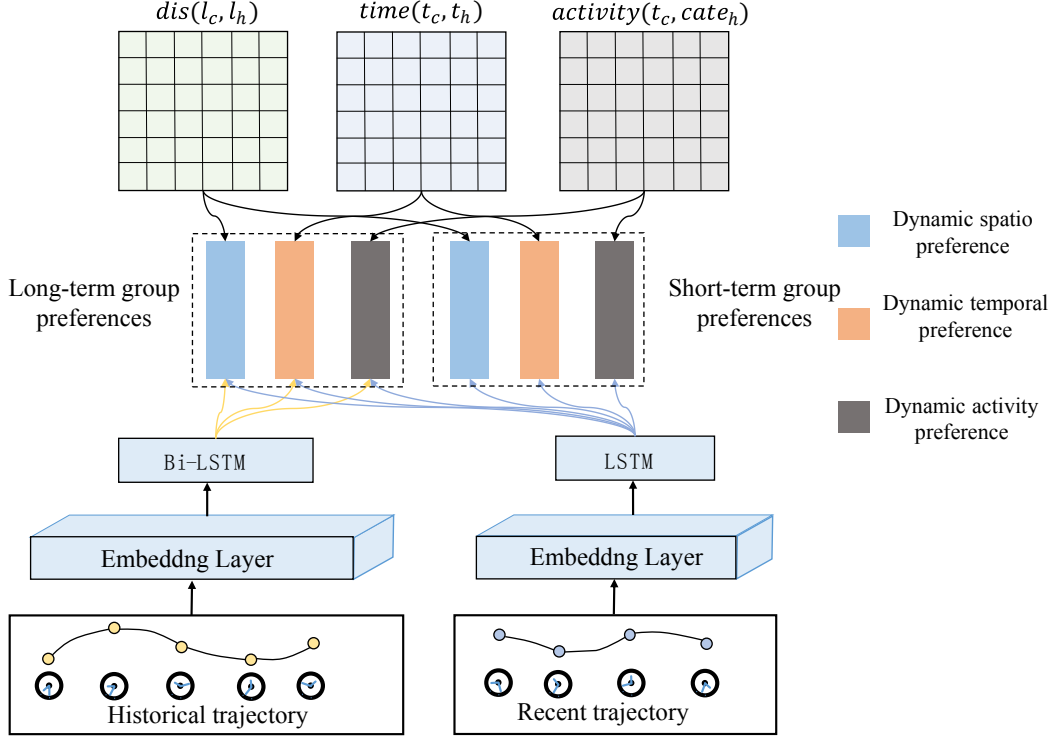 dis(l_c, l_h)
time(t_c, t_h)
activity(t_c, cate_h)
Long-term group
preferences
Short-term group
preferences
Dynamic spatio
preference
Dynamic temporal
preference
Dynamic activity
preference
Bi-LSTM
LSTM
Embeddng Layer
Embeddng Layer
Historical trajectory
Recent trajectory